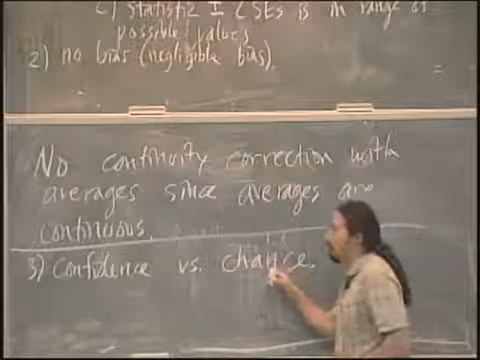 c) statistic ± 2 SEs is in range of
possible values
2) no bias (negligible bias).
=
No continuity correction with
averages since averages are
continuous.
3) Confidence vs. chance.